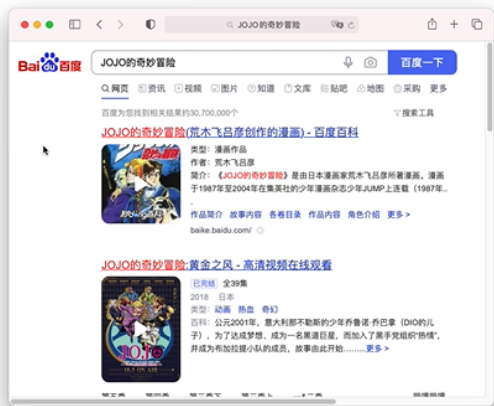 JOJO的奇妙冒险
Bai du 百度
JOJO的奇妙冒险
百度一下
网页 资讯 视频 图片 知道 文库 贴吧 地图 采购 更多
百度为您找到相关结果约30,700,000个
搜索工具
JOJO的奇妙冒险(荒木飞吕彦创作的漫画) - 百度百科
类型：漫画作品
作者：荒木飞吕彦
简介：《JOJO的奇妙冒险》是由日本漫画家荒木飞吕彦所著漫画。漫画
于1987年至2004年在集英社的少年漫画杂志少年JUMP上连载（1987年..
.
作品简介 故事内容 各卷目录 作品内容 角色介绍 更多 >
baike.baidu.com/
JOJO的奇妙冒险:黄金之风 - 高清视频在线观看
已完结 全39集
2018 日本
类型：动画 热血 奇幻
百科：公元2001年，意大利那不勒斯的少年乔鲁诺·乔巴拿（DIO的儿
子），为了达成梦想、成为一名黑道巨星，而加入了黑手党组织“热情”，
并成为布加拉提小队的成员，故事由此开始………更多 >
JOJO